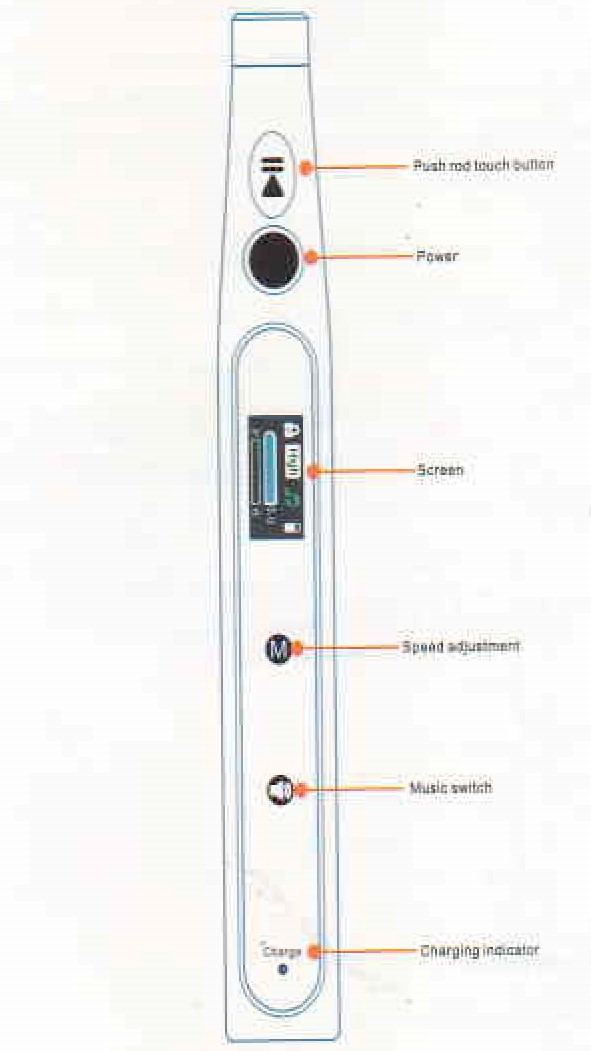 Push rod touch button
Power
High
Screen
M
Speed adjustment
Music switch
Charge
Charging indicator